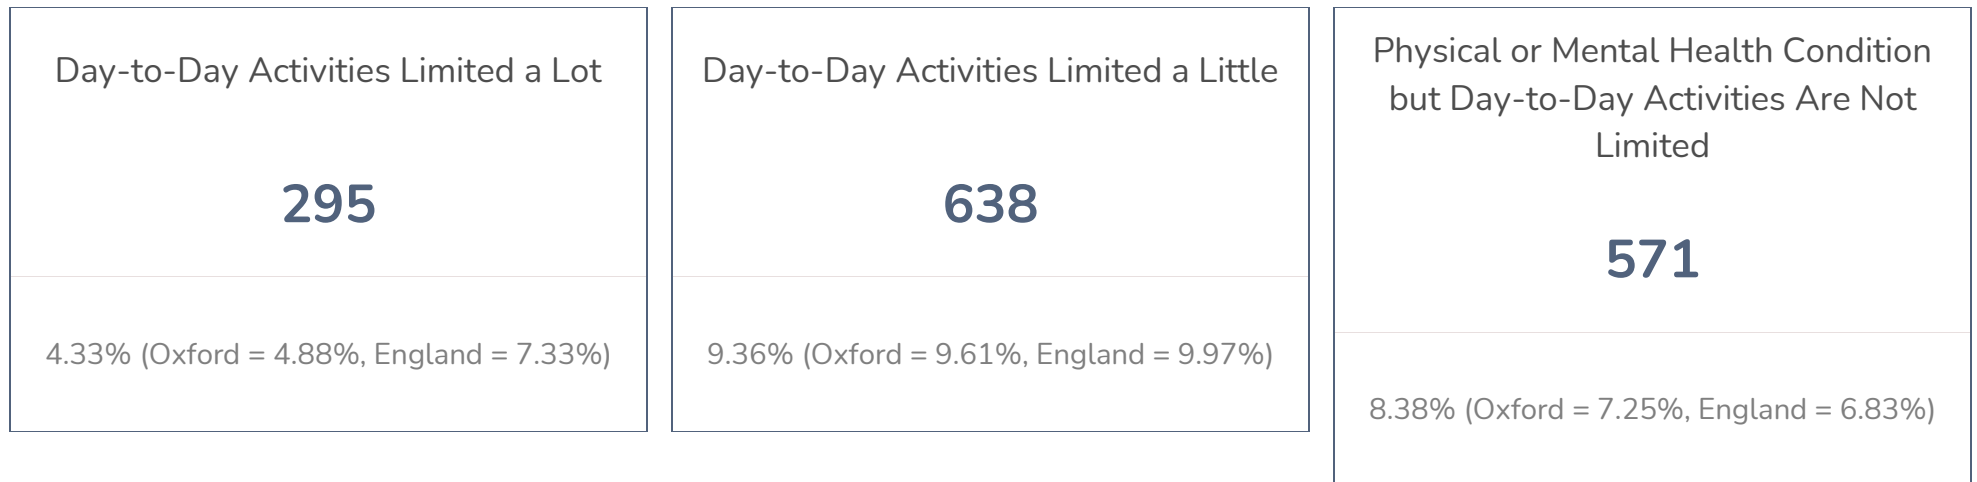 Day-to-Day Activities Limited a Lot
295
4.33% (Oxford = 4.88%, England = 7.33%)
Day-to-Day Activities Limited a Little
638
9.36% (Oxford = 9.61%, England = 9.97%)
Physical or Mental Health Condition
but Day-to-Day Activities Are Not
Limited
571
8.38% (Oxford = 7.25%, England = 6.83%)